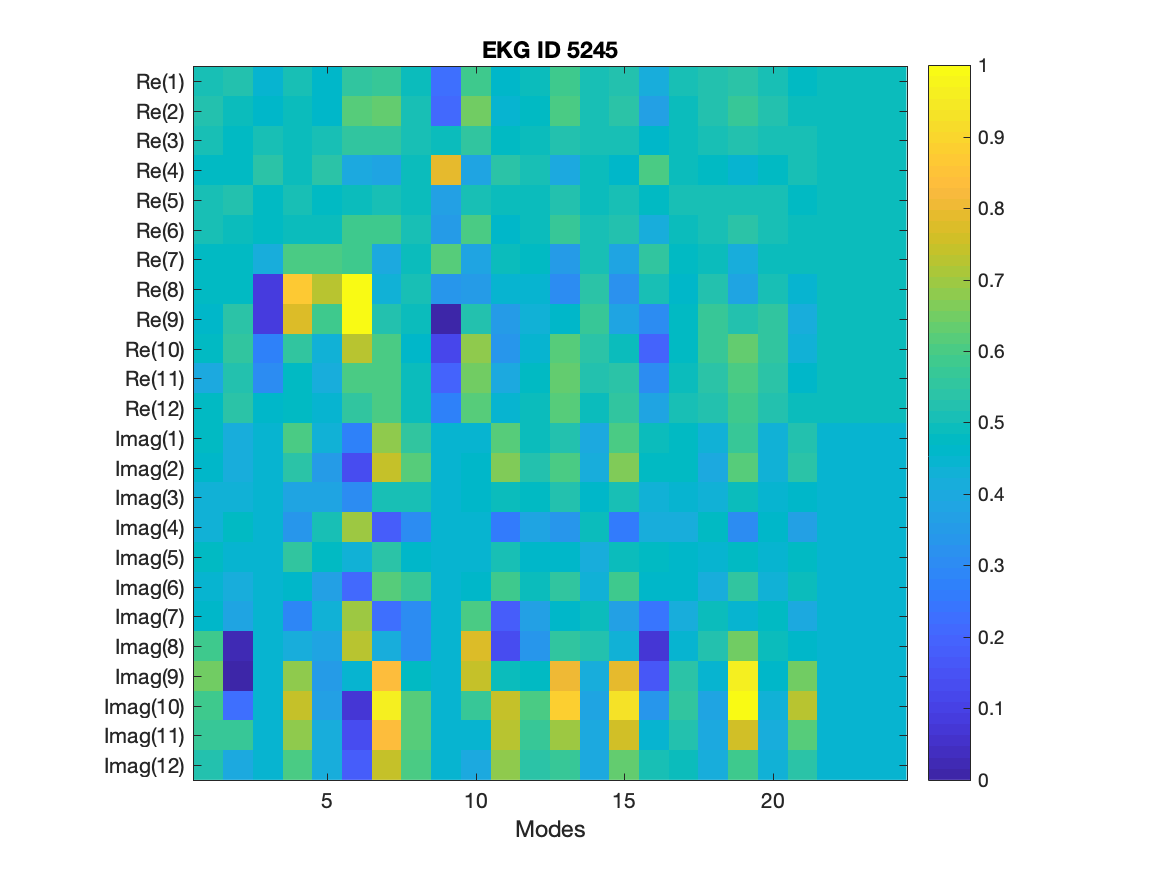 EKG ID 5245
Re(1)
Re(2)
Re(3)
Re(4)
Re(5)
Re(6)
Re(7)
Re(8)
Re(9)
Re(10)
Re(11)
Re(12)
Imag(1)
Imag(2)
Imag(3)
Imag(4)
Imag(5)
Imag(6)
Imag(7)
Imag(8)
Imag(9)
Imag(10)
Imag(11)
Imag(12)
5 10 15 20
Modes
1
0.9
0.8
0.7
0.6
0.5
0.4
0.3
0.2
0.1
0